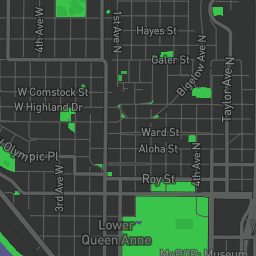 4th Ave W
1st Ave N
Hayes St
Galer St
Bigelow Ave N
Taylor Ave N
W Comstock St
W Highland Dr
Ward St
Aloha St
Olympic Pl
3rd Ave W
4th Ave N
Roy St
Lower
Queen Anne
Museum